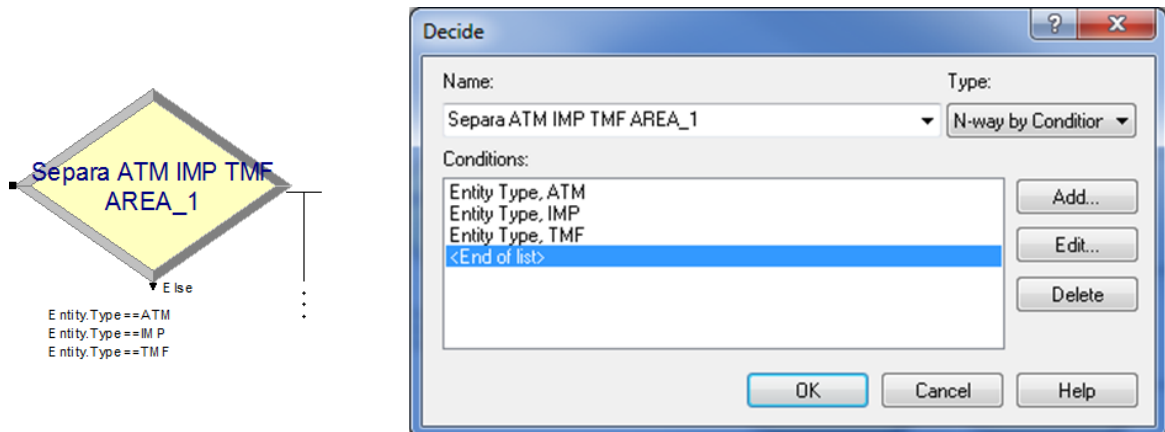 Separa ATM IMP TMF
AREA_1
Else
Entity.Type==ATM
Entity.Type==IMP
Entity.Type==TMF
Decide
?
Name:
Type:
Separa ATM IMP TMF AREA_1
N-way by Condition
Conditions:
Entity Type, ATM
Entity Type, IMP
Entity Type, TMF
<End of list>
Add...
Edit...
Delete
OK
Cancel
Help